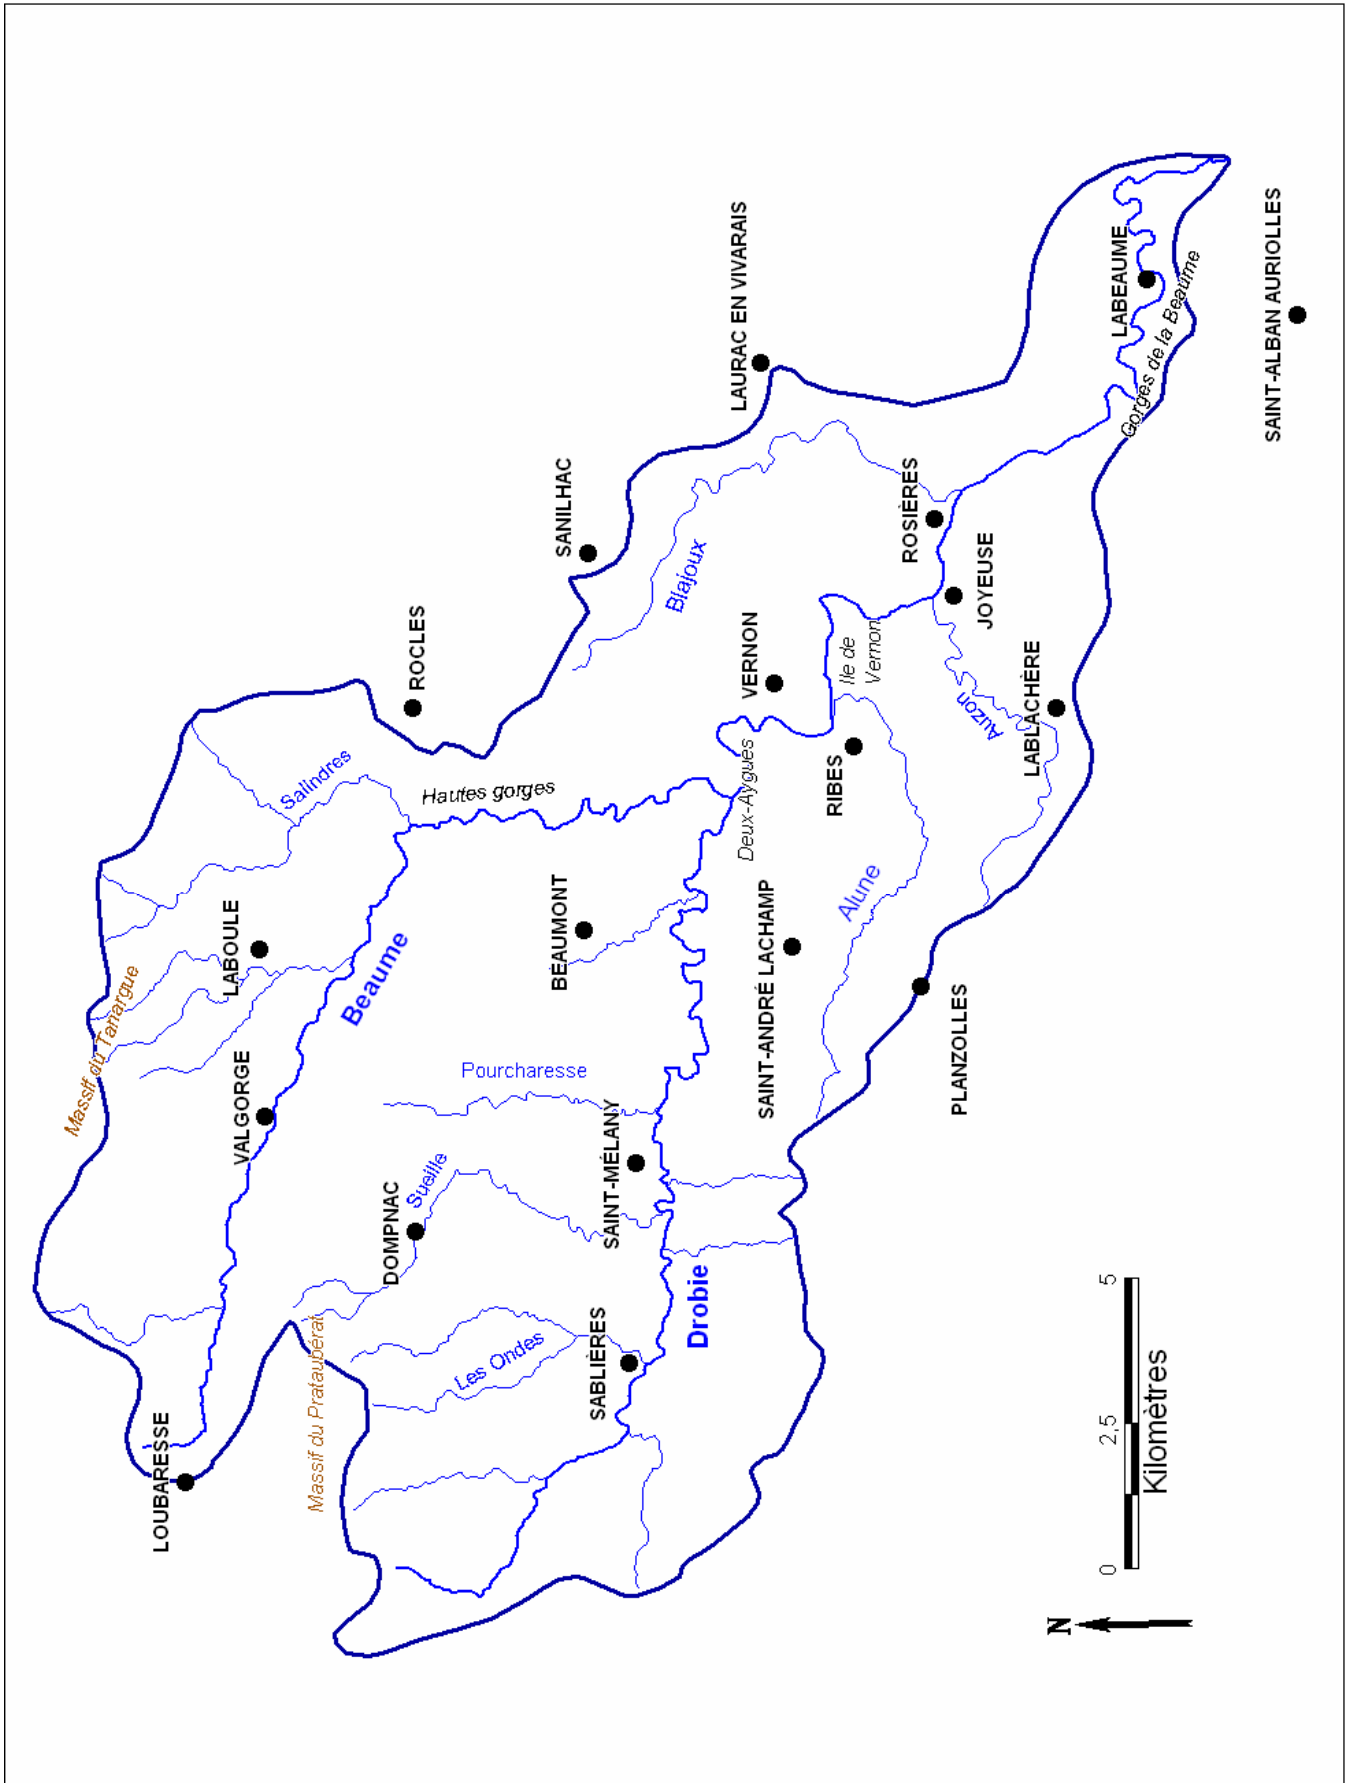 LOUBARESSE
Massif du Tanargue
VALGORGE
LABOULE
Beaume
Salindres
ROCLES
Hautes gorges
Massif du Prataubérat
DOMPNAC
Sueille
Pourcharesse
BEAUMONT
SANILHAC
Les Ondes
SABLIÈRES
SAINT-MÉLANY
Drobie
Blajoux
LAURAC EN VIVARAIS
VERNON
Deux-Aygues
SAINT-ANDRÉ LACHAMP
RIBES
Ile de
Vernon
Alune
ROSIÈRES
JOYEUSE
Auzon
LABLACHÈRE
PLANZOLLES
LABEAUME
Gorges de la Beaume
SAINT-ALBAN AURIOLLES
N
0 2,5 5
Kilomètres